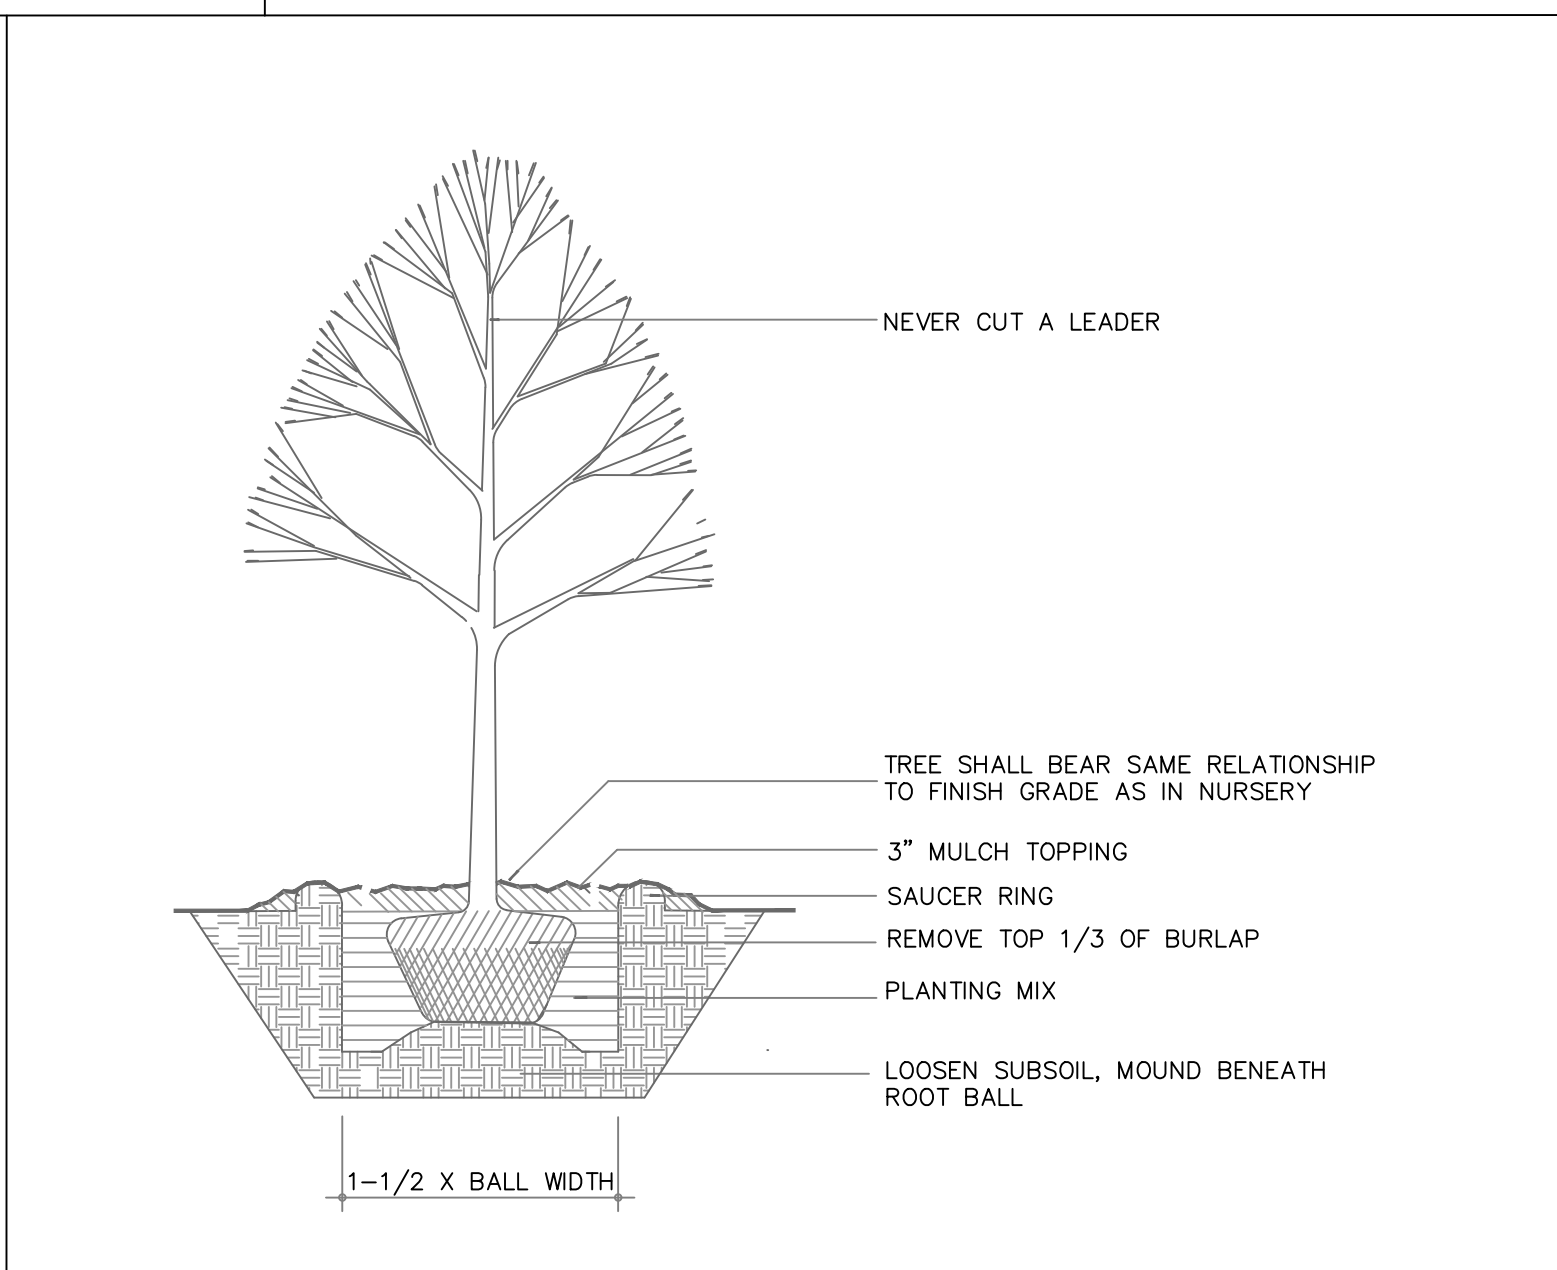 NEVER CUT A LEADER
TREE SHALL BEAR SAME RELATIONSHIP
TO FINISH GRADE AS IN NURSERY
3” MULCH TOPPING
SAUCER RING
REMOVE TOP 1/3 OF BURLAP
PLANTING MIX
LOOSEN SUBSOIL, MOUND BENEATH
ROOT BALL
1-1/2 X BALL WIDTH